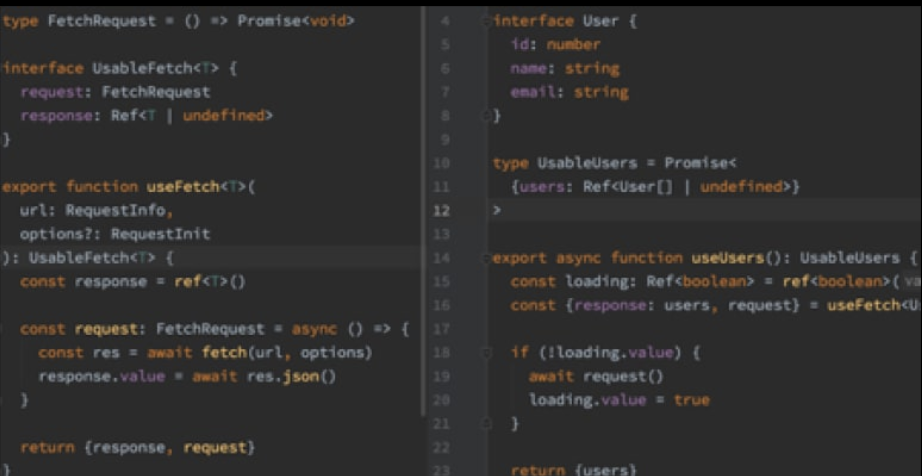 type FetchRequest = () => Promise<void>
interface UsableFetch<T> {
request: FetchRequest
response: Ref<T | undefined>
}
export function useFetch<T>(
url: RequestInfo,
options?: RequestInit
): UsableFetch<T> {
const response = ref<T>()
const request: FetchRequest = async () => {
const res = await fetch(url, options)
response.value = await res.json()
}
return {response, request}
}
4 interface User {
5 id: number
6 name: string
7 email: string
8 }
9
10 type UsableUsers = Promise<
11 {users: Ref<User[] | undefined>}
12 >
13
14 export async function useUsers(): UsableUsers {
15 const loading: Ref<boolean> = ref<boolean>( va
16 const {response: users, request} = useFetch<U
17
18 if (!loading.value) {
19 await request()
20 loading.value = true
21 }
22
23 return {users}